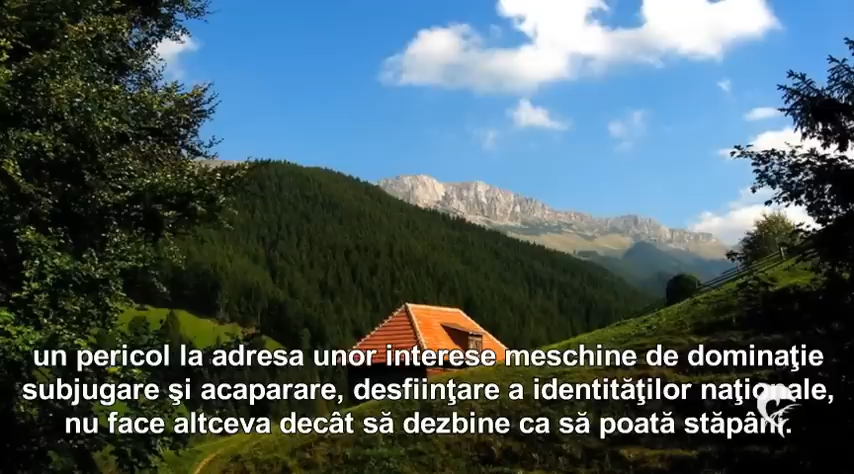 un pericol la adresa unor interese meschine de dominaţie
subjugare şi acaparare, desfiinţare a identităţilor naţionale,
nu face altceva decât să dezbine ca să poată stăpâni.